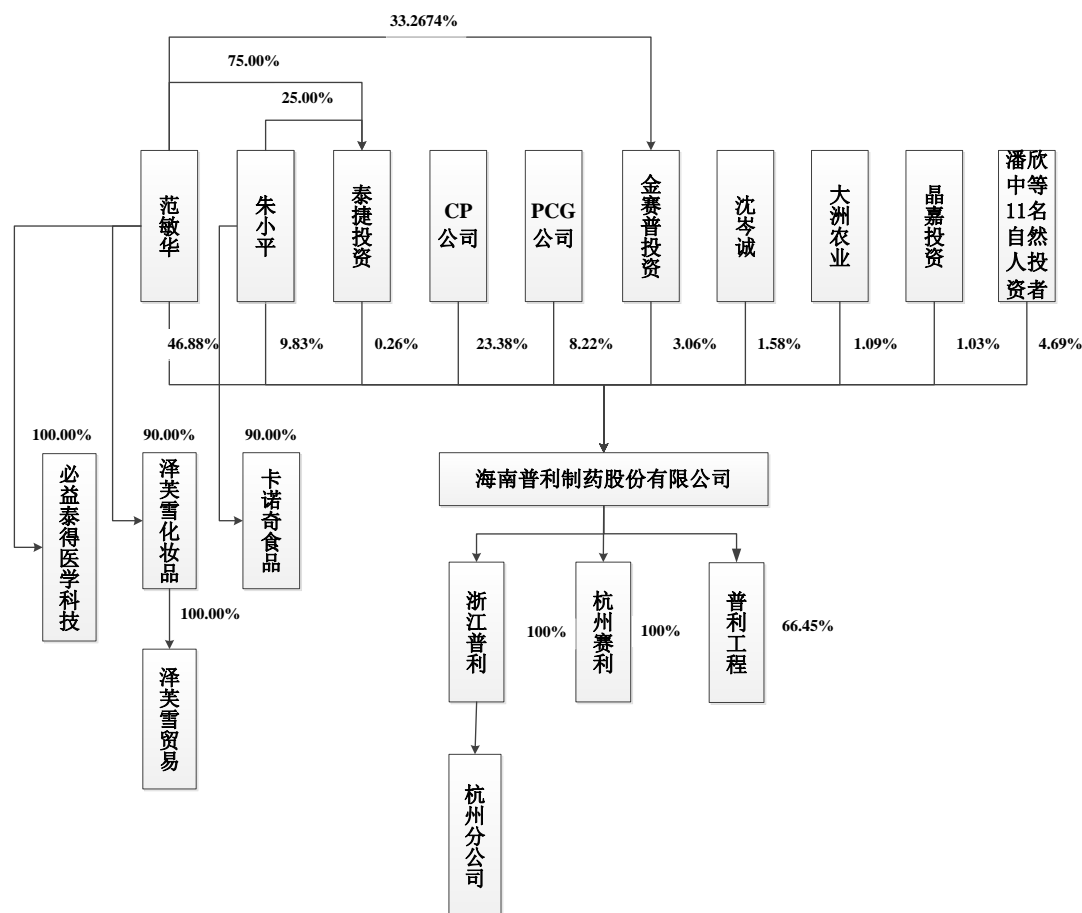 33.2674%
75.00%
25.00%
范敏华
朱小平
泰捷投资
CP
公司
PCG
公司
金赛普投资
沈岑诚
大洲农业
晶嘉投资
潘欣
中等
11名
自然
人投
资者
46.88%
9.83%
0.26%
23.38%
8.22%
3.06%
1.58%
1.09%
1.03%
4.69%
100.00%
90.00%
90.00%
必益泰得医学科技
泽芙雪化妆品
卡诺奇食品
海南普利制药股份有限公司
100.00%
泽芙雪贸易
浙江普利
100%
杭州赛利
100%
普利工程
66.45%
杭州分公司